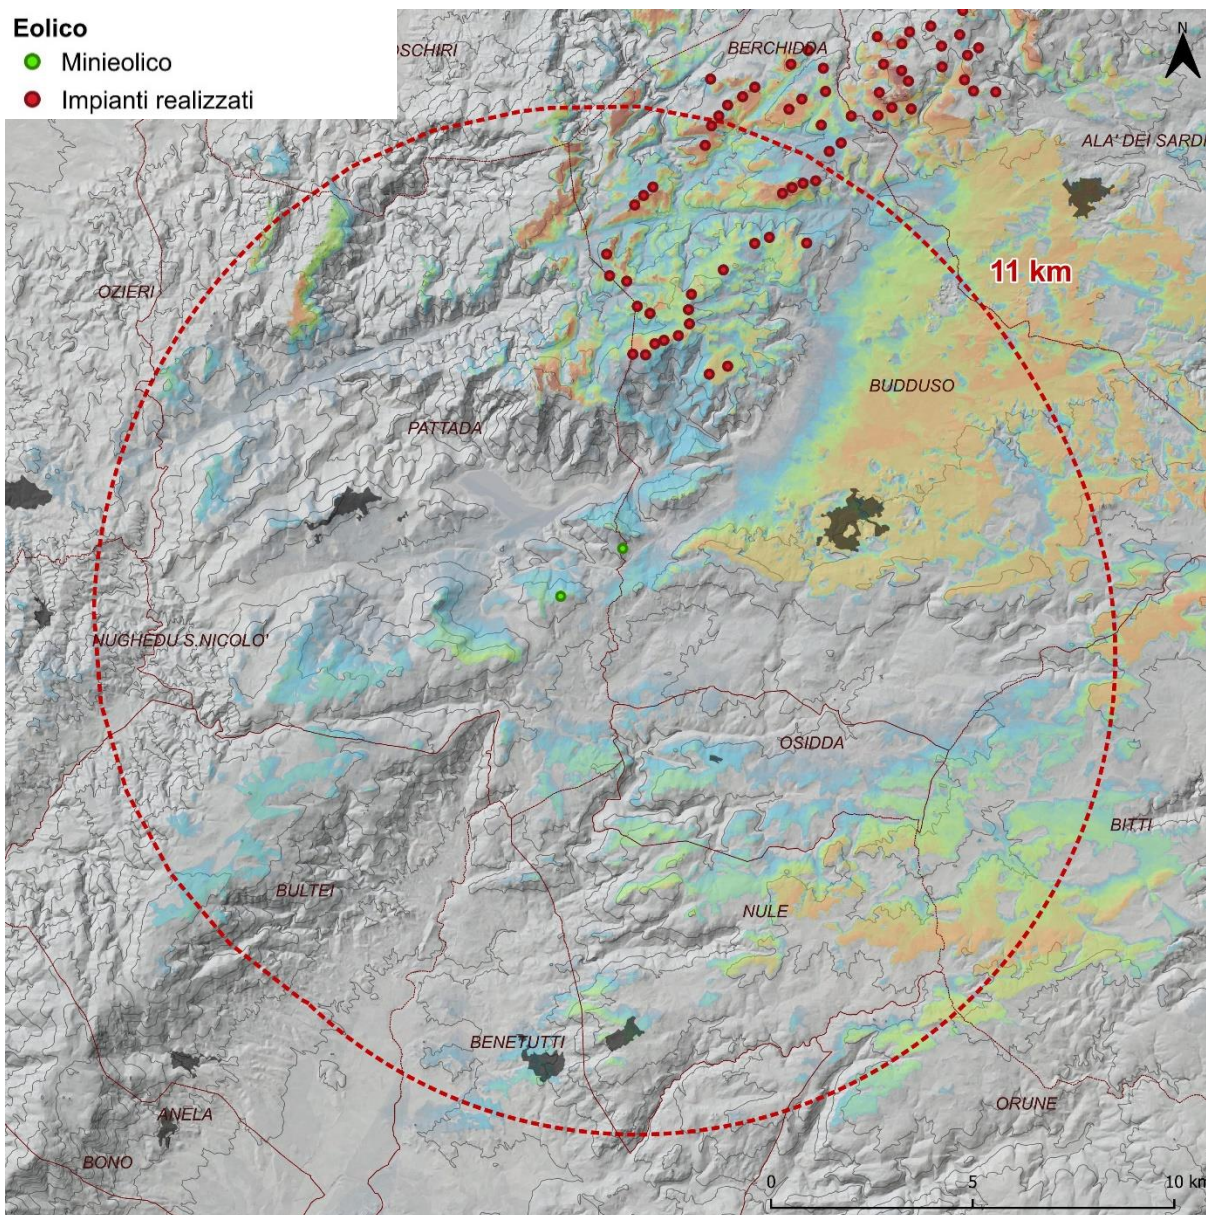 Eolico
Minieolico
Impianti realizzati
OSCHIRI
BERCHIDDA
N
ALA' DEI SARDI
11 km
OZIERI
BUDDUSO
PATTADA
NUGHEDU S.NICOLO'
OSIDDA
BITTI
BULTEI
NULE
BENETUTTI
ORUNE
ANELA
BONO
0 5 10 km